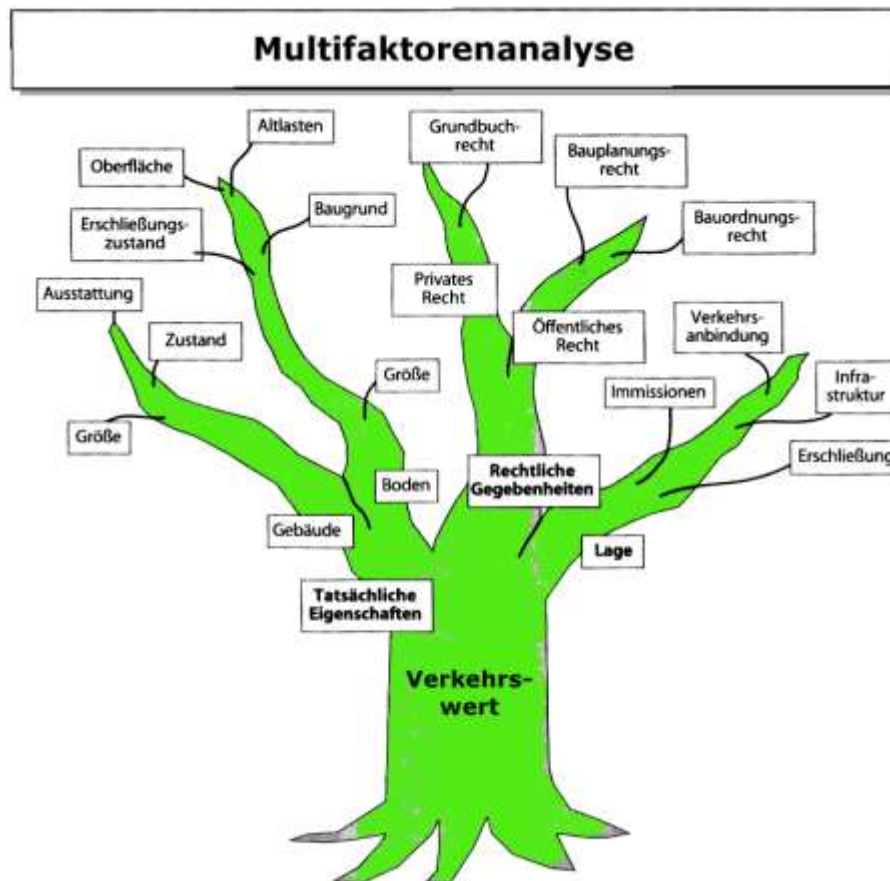 Multifaktorenanalyse
Altlasten
Oberfläche
Erschließungs-
zustand
Baugrund
Ausstattung
Zustand
Größe
Größe
Boden
Gebäude
Tatsächliche
Eigenschaften
Grundbuch-
recht
Privates
Recht
Bauplanungs-
recht
Bauordnungs-
recht
Öffentliches
Recht
Rechtliche
Gegebenheiten
Verkehrs-
anbindung
Immissionen
Infra-
struktur
Erschließung
Lage
Verkehrs-
wert